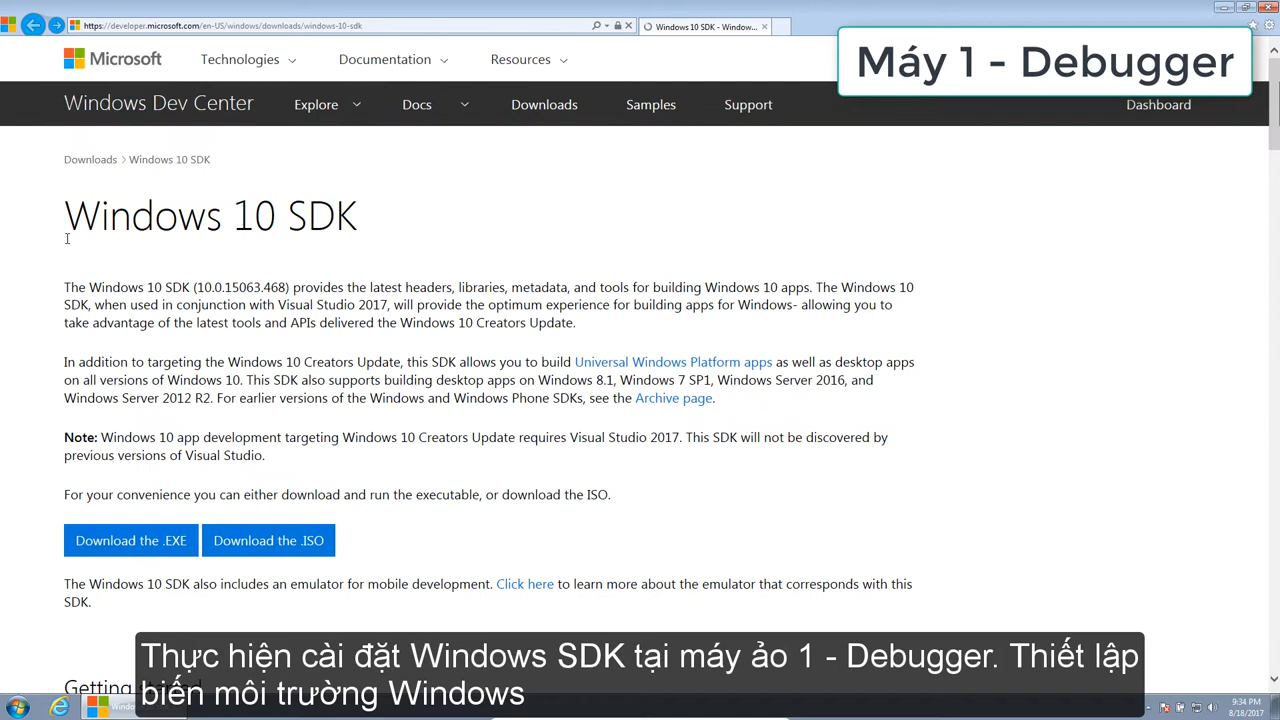 https://developer.microsoft.com/en-US/windows/downloads/windows-10-sdk
Windows 10 SDK - Window...
Microsoft
Technologies
Documentation
Resources
Máy 1 - Debugger
Windows Dev Center
Explore
Docs
Downloads
Samples
Support
Dashboard
Downloads > Windows 10 SDK
Windows 10 SDK
The Windows 10 SDK (10.0.15063.468) provides the latest headers, libraries, metadata, and tools for building Windows 10 apps. The Windows 10
SDK, when used in conjunction with Visual Studio 2017, will provide the optimum experience for building apps for Windows- allowing you to
take advantage of the latest tools and APIs delivered the Windows 10 Creators Update.
In addition to targeting the Windows 10 Creators Update, this SDK allows you to build Universal Windows Platform apps as well as desktop apps
on all versions of Windows 10. This SDK also supports building desktop apps on Windows 8.1, Windows 7 SP1, Windows Server 2016, and
Windows Server 2012 R2. For earlier versions of the Windows and Windows Phone SDKs, see the Archive page.
Note: Windows 10 app development targeting Windows 10 Creators Update requires Visual Studio 2017. This SDK will not be discovered by
previous versions of Visual Studio.
For your convenience you can either download and run the executable, or download the ISO.
Download the .EXE
Download the .ISO
The Windows 10 SDK also includes an emulator for mobile development. Click here to learn more about the emulator that corresponds with this
SDK.
Thực hiện cài đặt Windows SDK tại máy ảo 1 - Debugger. Thiết lập
biến môi trường Windows
9:34 PM
8/18/2017